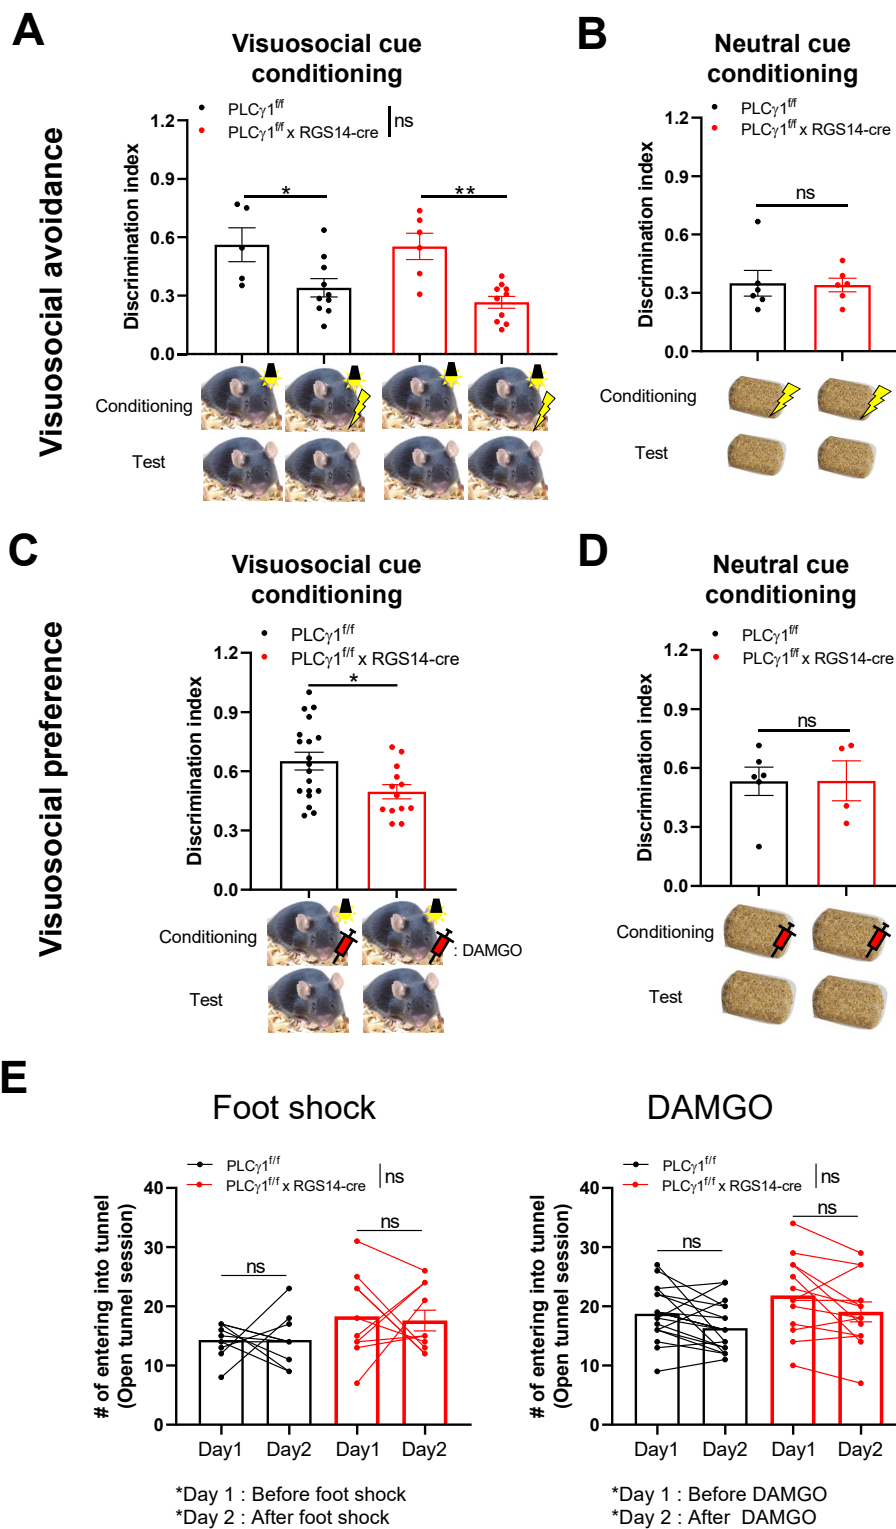 A
Visuosocial cue
conditioning
PLCγ1f/f
PLCγ1f/f x RGS14-cre
ns
Visuosocial avoidance
Discrimination index
1.2
0.9
0.6
0.3
0.0
*
**
Conditioning
Test
B
Neutral cue
conditioning
PLCγ1f/f
PLCγ1f/f x RGS14-cre
Discrimination index
1.2
0.9
0.6
0.3
0.0
ns
Conditioning
Test
C
Visuosocial cue
conditioning
PLCγ1f/f
PLCγ1f/f x RGS14-cre
Visuosocial preference
Discrimination index
1.2
0.9
0.6
0.3
0.0
*
Conditioning
: DAMGO
Test
D
Neutral cue
conditioning
PLCγ1f/f
PLCγ1f/f x RGS14-cre
Discrimination index
1.2
0.9
0.6
0.3
0.0
ns
Conditioning
Test
E
Foot shock
PLCγ1f/f
PLCγ1f/f x RGS14-cre
ns
# of entering into tunnel
(Open tunnel session)
40
30
20
10
0
ns
ns
Day1 Day2 Day1 Day2
*Day 1 : Before foot shock
*Day 2 : After foot shock
DAMGO
PLCγ1f/f
PLCγ1f/f x RGS14-cre
ns
# of entering into tunnel
(Open tunnel session)
40
30
20
10
0
ns
ns
Day1 Day2 Day1 Day2
*Day 1 : Before DAMGO
*Day 2 : After DAMGO